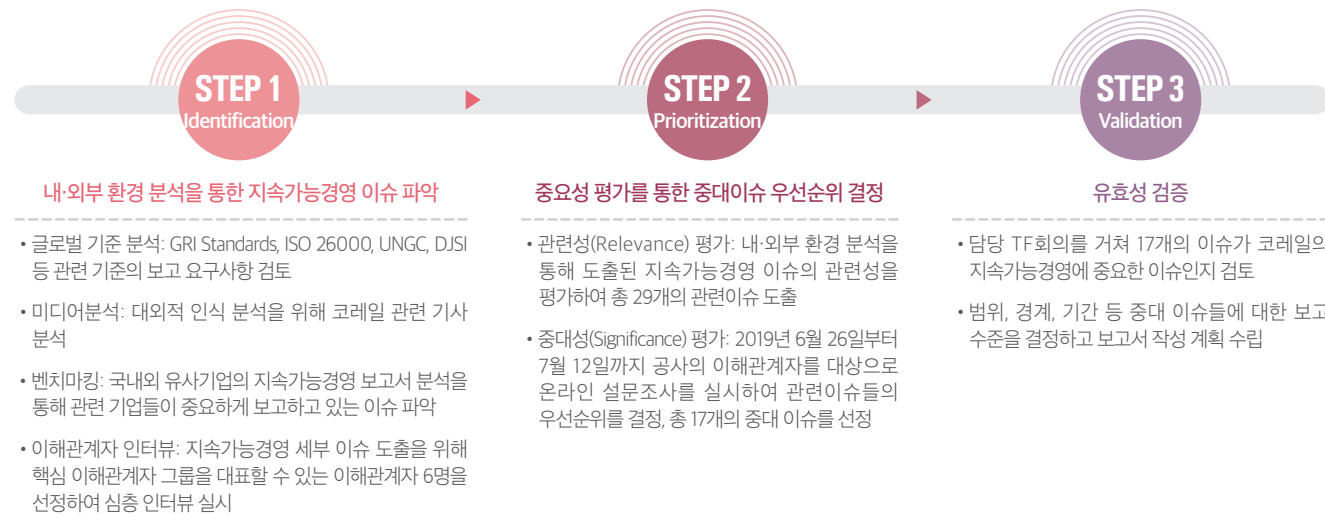 STEP 1
Identification
내·외부 환경 분석을 통한 지속가능경영 이슈 파악
• 글로벌 기준 분석: GRI Standards, ISO 26000, UNGC, DJSI
등 관련 기준의 보고 요구사항 검토
• 미디어분석: 대외적 인식 분석을 위해 코레일 관련 기사
분석
• 벤치마킹: 국내외 유사기업의 지속가능경영 보고서 분석을
통해 관련 기업들이 중요하게 보고하고 있는 이슈 파악
• 이해관계자 인터뷰: 지속가능경영 세부 이슈 도출을 위해
핵심 이해관계자 그룹을 대표할 수 있는 이해관계자 6명을
선정하여 심층 인터뷰 실시
STEP 2
Prioritization
중요성 평가를 통한 중대이슈 우선순위 결정
• 관련성(Relevance) 평가: 내·외부 환경 분석을
통해 도출된 지속가능경영 이슈의 관련성을
평가하여 총 29개의 관련이슈 도출
• 중대성(Significance) 평가: 2019년 6월 26일부터
7월 12일까지 공사의 이해관계자를 대상으로
온라인 설문조사를 실시하여 관련이슈들의
우선순위를 결정, 총 17개의 중대 이슈를 선정
STEP 3
Validation
유효성 검증
• 담당 TF회의를 거쳐 17개의 이슈가 코레일의
지속가능경영에 중요한 이슈인지 검토
• 범위, 경계, 기간 등 중대 이슈들에 대한 보고
수준을 결정하고 보고서 작성 계획 수립